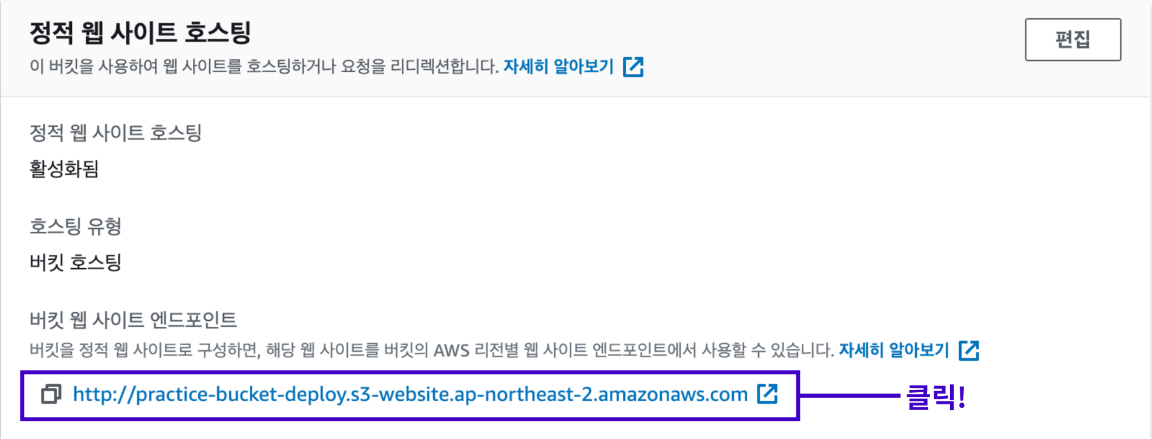 정적 웹 사이트 호스팅
편집
이 버킷을 사용하여 웹 사이트를 호스팅하거나 요청을 리디렉션합니다. 자세히 알아보기
정적 웹 사이트 호스팅
활성화됨
호스팅 유형
버킷 호스팅
버킷 웹 사이트 엔드포인트
버킷을 정적 웹 사이트로 구성하면, 해당 웹 사이트를 버킷의 AWS 리전별 웹 사이트 엔드포인트에서 사용할 수 있습니다. 자세히 알아보기
http://practice-bucket-deploy.s3-website.ap-northeast-2.amazonaws.com
클릭!